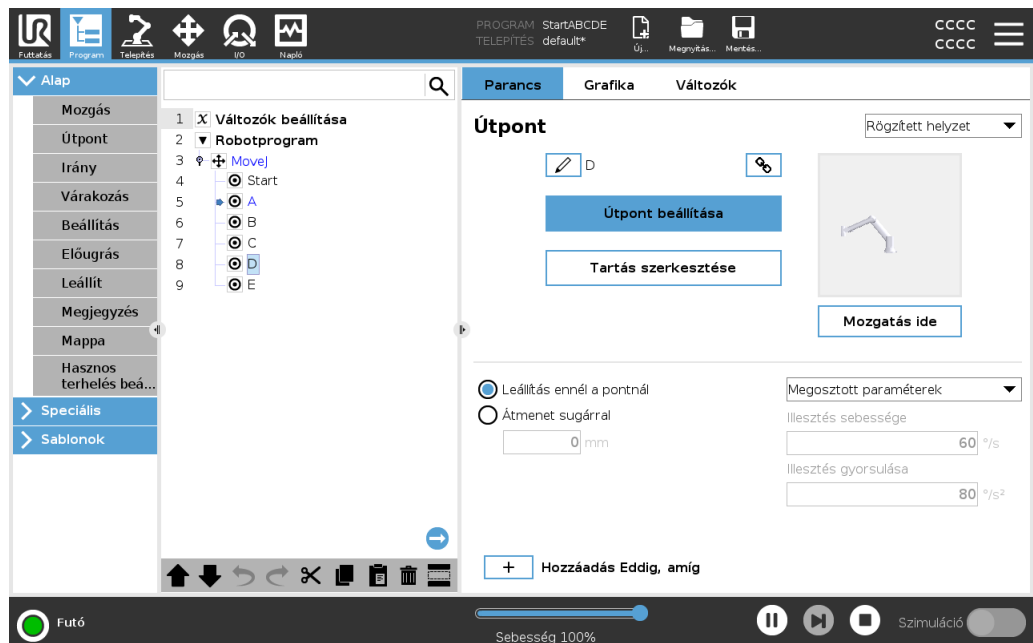 UR
Futtatás
Program
Telepítés
Mozgás
I/O
Napló
PROGRAM StartABCDE
TELEPÍTÉS default*
Új...
Megnyitás...
Mentés...
CCCC
CCCC
Alap
Mozgás
Útpont
Irány
Várakozás
Beállítás
Előugrás
Leállít
Megjegyzés
Mappa
Hasznos
terhelés beá...
Speciális
Sablonok
1 X Változók beállítása
2 Robotprogram
3 MoveJ
4 Start
5 A
6 B
7 C
8 D
9 E
Parancs Grafika Változók
Útpont
Rögzített helyzet
D
Útpont beállítása
Tartás szerkesztése
Mozgatás ide
Leállítás ennél a pontnál
Átmenet sugárral
0 mm
Megosztott paraméterek
Illesztés sebessége
60 °/s
Illesztés gyorsulása
80 °/s²
+ Hozzáadás Eddig, amíg
Futó
Sebesség 100%
Szimuláció